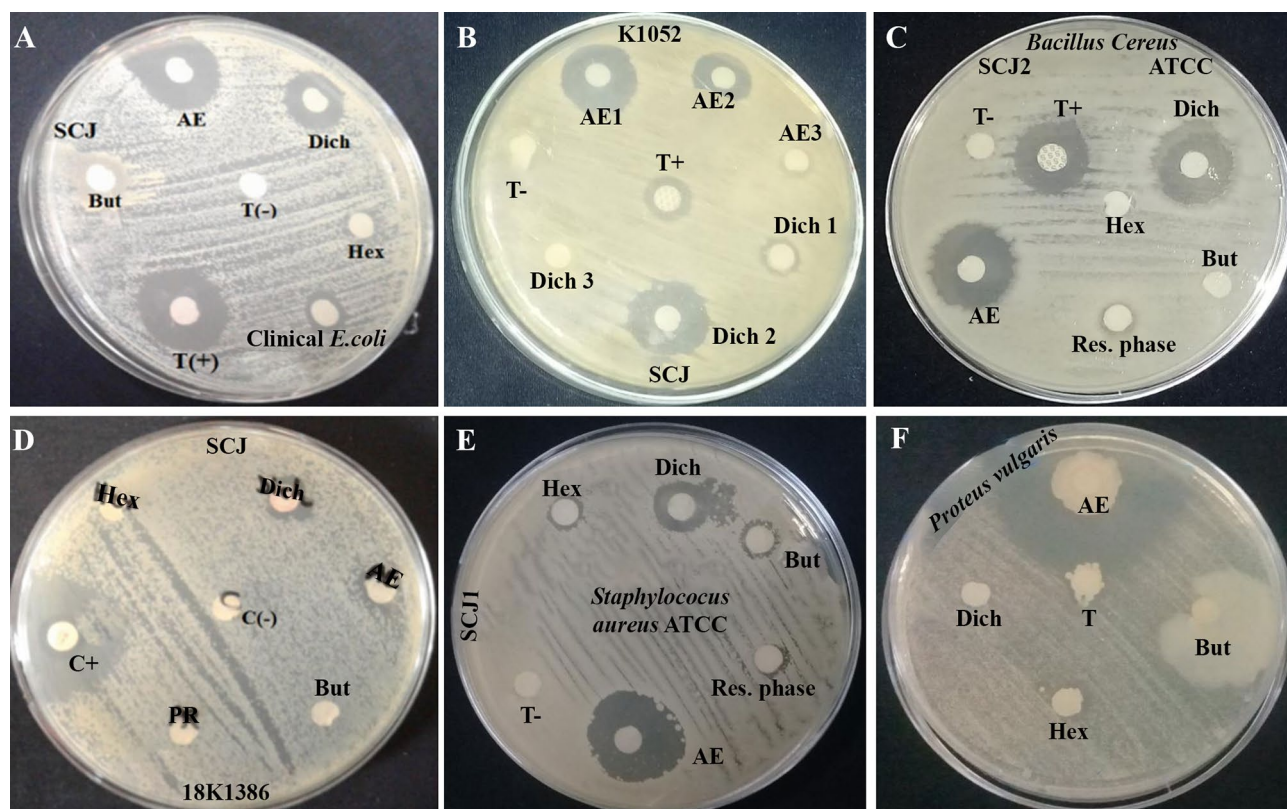 A
AE
Dich
SCJ
But
T(-)
Hex
Clinical E.coli
T(+)
B
K1052
AE1
AE2
AE3
T+
T-
Dich 1
Dich 3
Dich 2
SCJ
C
Bacillus Cereus
SCJ2
ATCC
T-
T+
Dich
Hex
But
AE
Res. phase
D
SCJ
Hex
Dich
AE
C(-)
C+
But
PR
18K1386
E
Dich
Hex
But
SCJ1
Staphylococus
aureus ATCC
Res. phase
T-
AE
F
Proteus vulgaris
AE
Dich
T
But
Hex